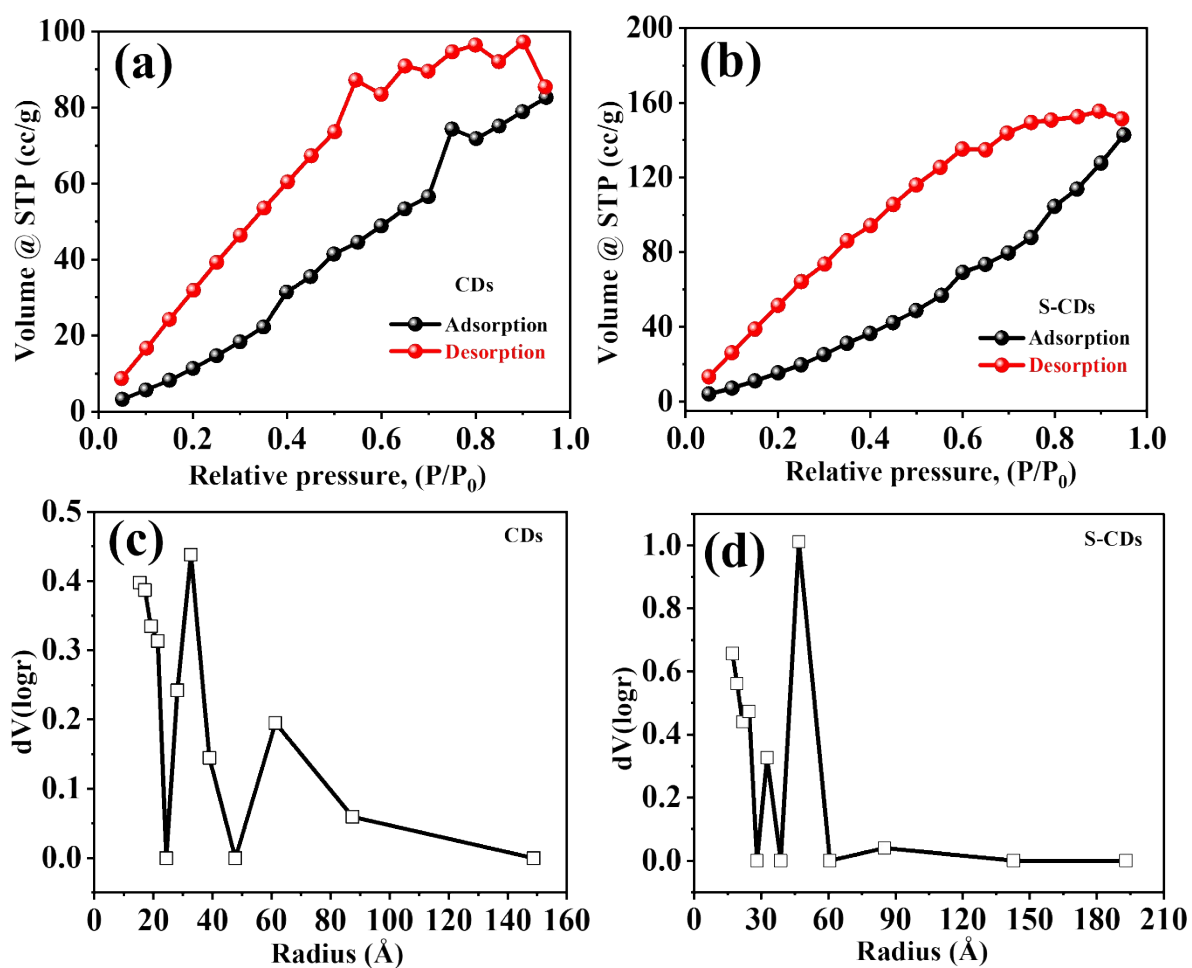 (a)
Volume @ STP (cc/g)
100
80
60
40
20
0
CDs
Adsorption
Desorption
0.0 0.2 0.4 0.6 0.8 1.0
Relative pressure, (P/P0)
(b)
Volume @ STP (cc/g)
200
160
120
80
40
0
S-CDs
Adsorption
Desorption
0.0 0.2 0.4 0.6 0.8 1.0
Relative pressure, (P/P0)
(c)
CDs
dV(logr)
0.5
0.4
0.3
0.2
0.1
0.0
0 20 40 60 80 100 120 140 160
Radius (Å)
(d)
S-CDs
dV(logr)
1.0
0.8
0.6
0.4
0.2
0.0
0 30 60 90 120 150 180 210
Radius (Å)